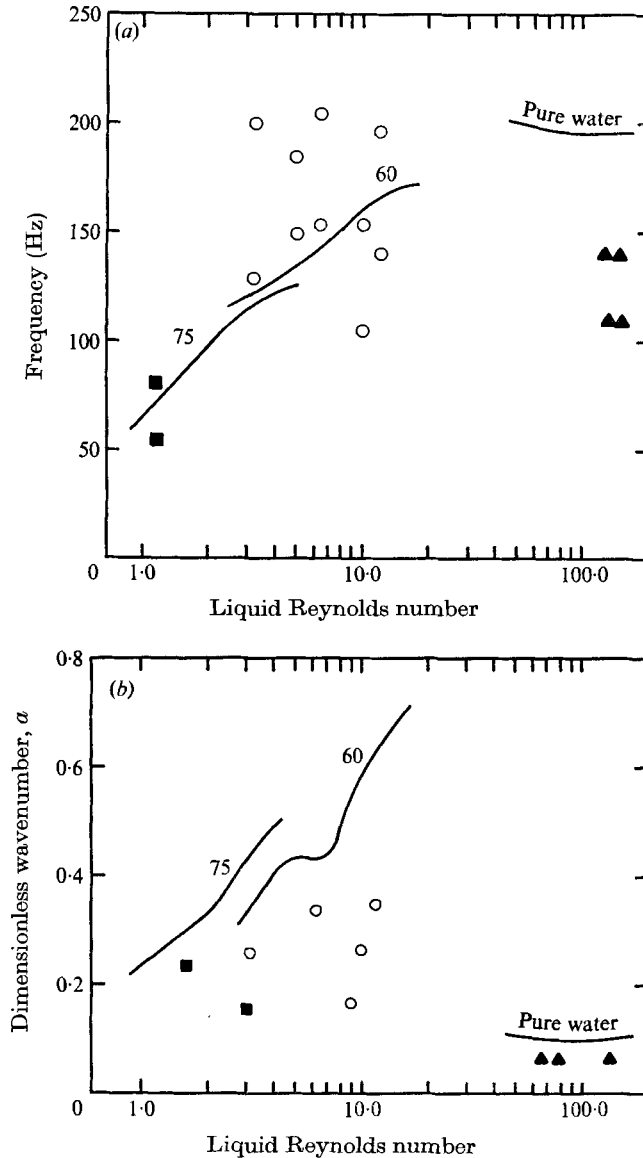 250
(a)
Pure water
200
60
150
75
100
50
0
1·0
10·0
100·0
Frequency (Hz)
Liquid Reynolds number
0·8
(b)
60
0·6
75
0·4
0·2
Pure water
0
1·0
10·0
100·0
Dimensionless wavenumber, a
Liquid Reynolds number